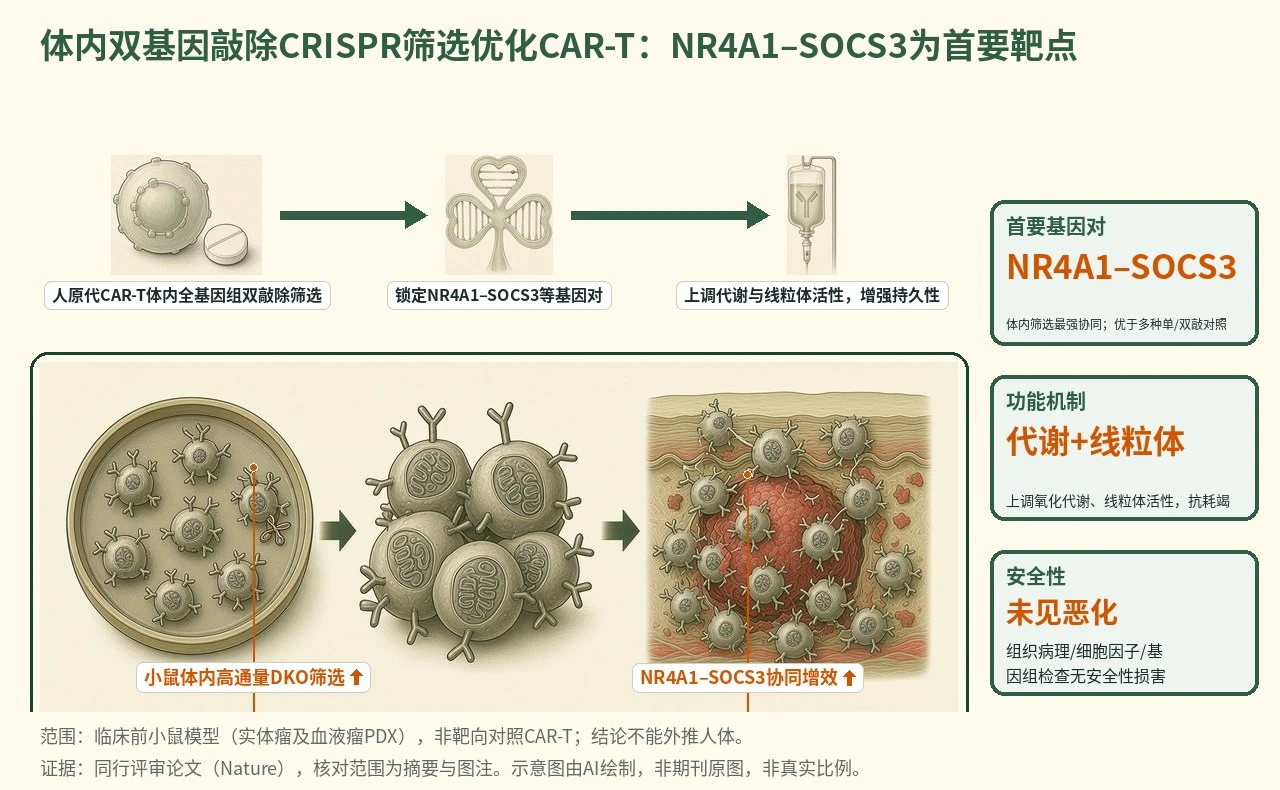 体内双基因敲除CRISPR筛选优化CAR-T：NR4A1–SOCS3为首要靶点
人原代CAR-T体内全基因组双敲除筛选
锁定NR4A1–SOCS3等基因对
上调代谢与线粒体活性，增强持久性
首要基因对
NR4A1–SOCS3
体内筛选最强协同；优于多种单/双敲对照
功能机制
代谢+线粒体
上调氧化代谢、线粒体活性，抗耗竭
安全性
未见恶化
组织病理/细胞因子/基
因组检查无安全性损害
小鼠体内高通量DKO筛选
NR4A1–SOCS3协同增效
范围：临床前小鼠模型（实体瘤及血液瘤PDX），非靶向对照CAR-T；结论不能外推人体。
证据：同行评审论文（Nature），核对范围为摘要与图注。示意图由AI绘制，非期刊原图，非真实比例。